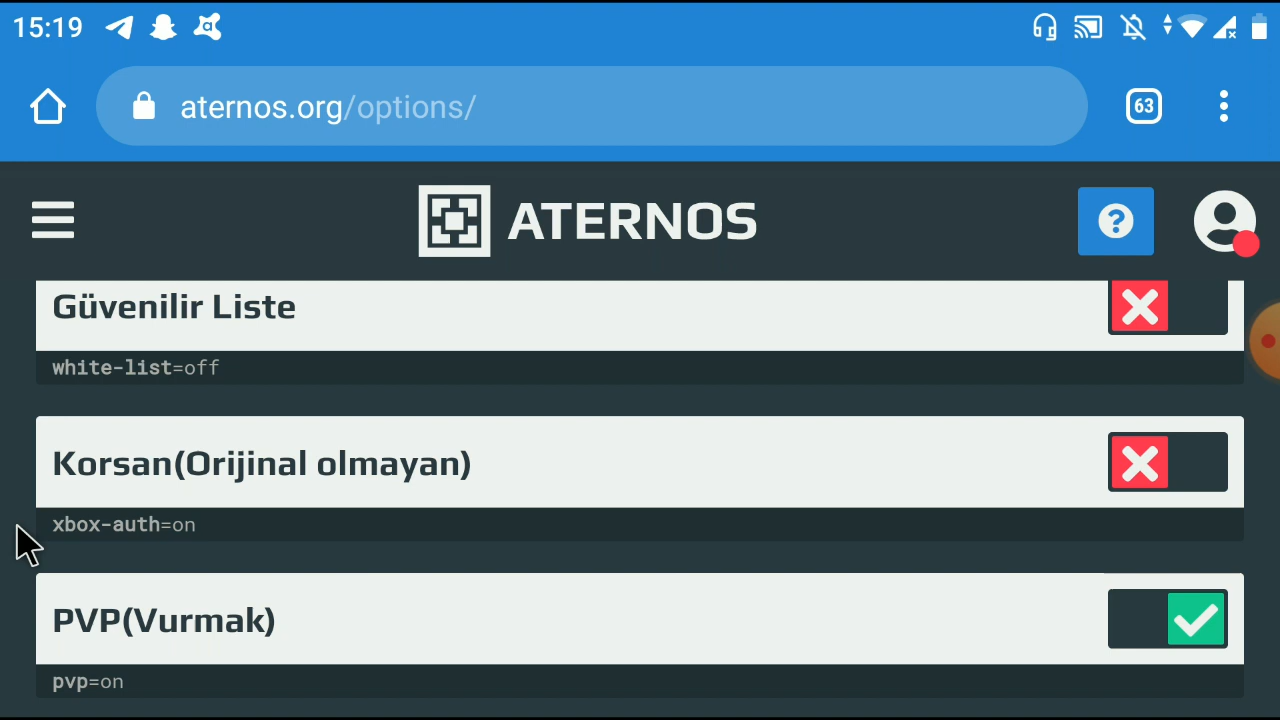 15:19
aternos.org/options/
63
ATERNOS
Güvenilir Liste
white-list=off
Korsan(Orijinal olmayan)
xbox-auth=on
PVP(Vurmak)
pvp=on